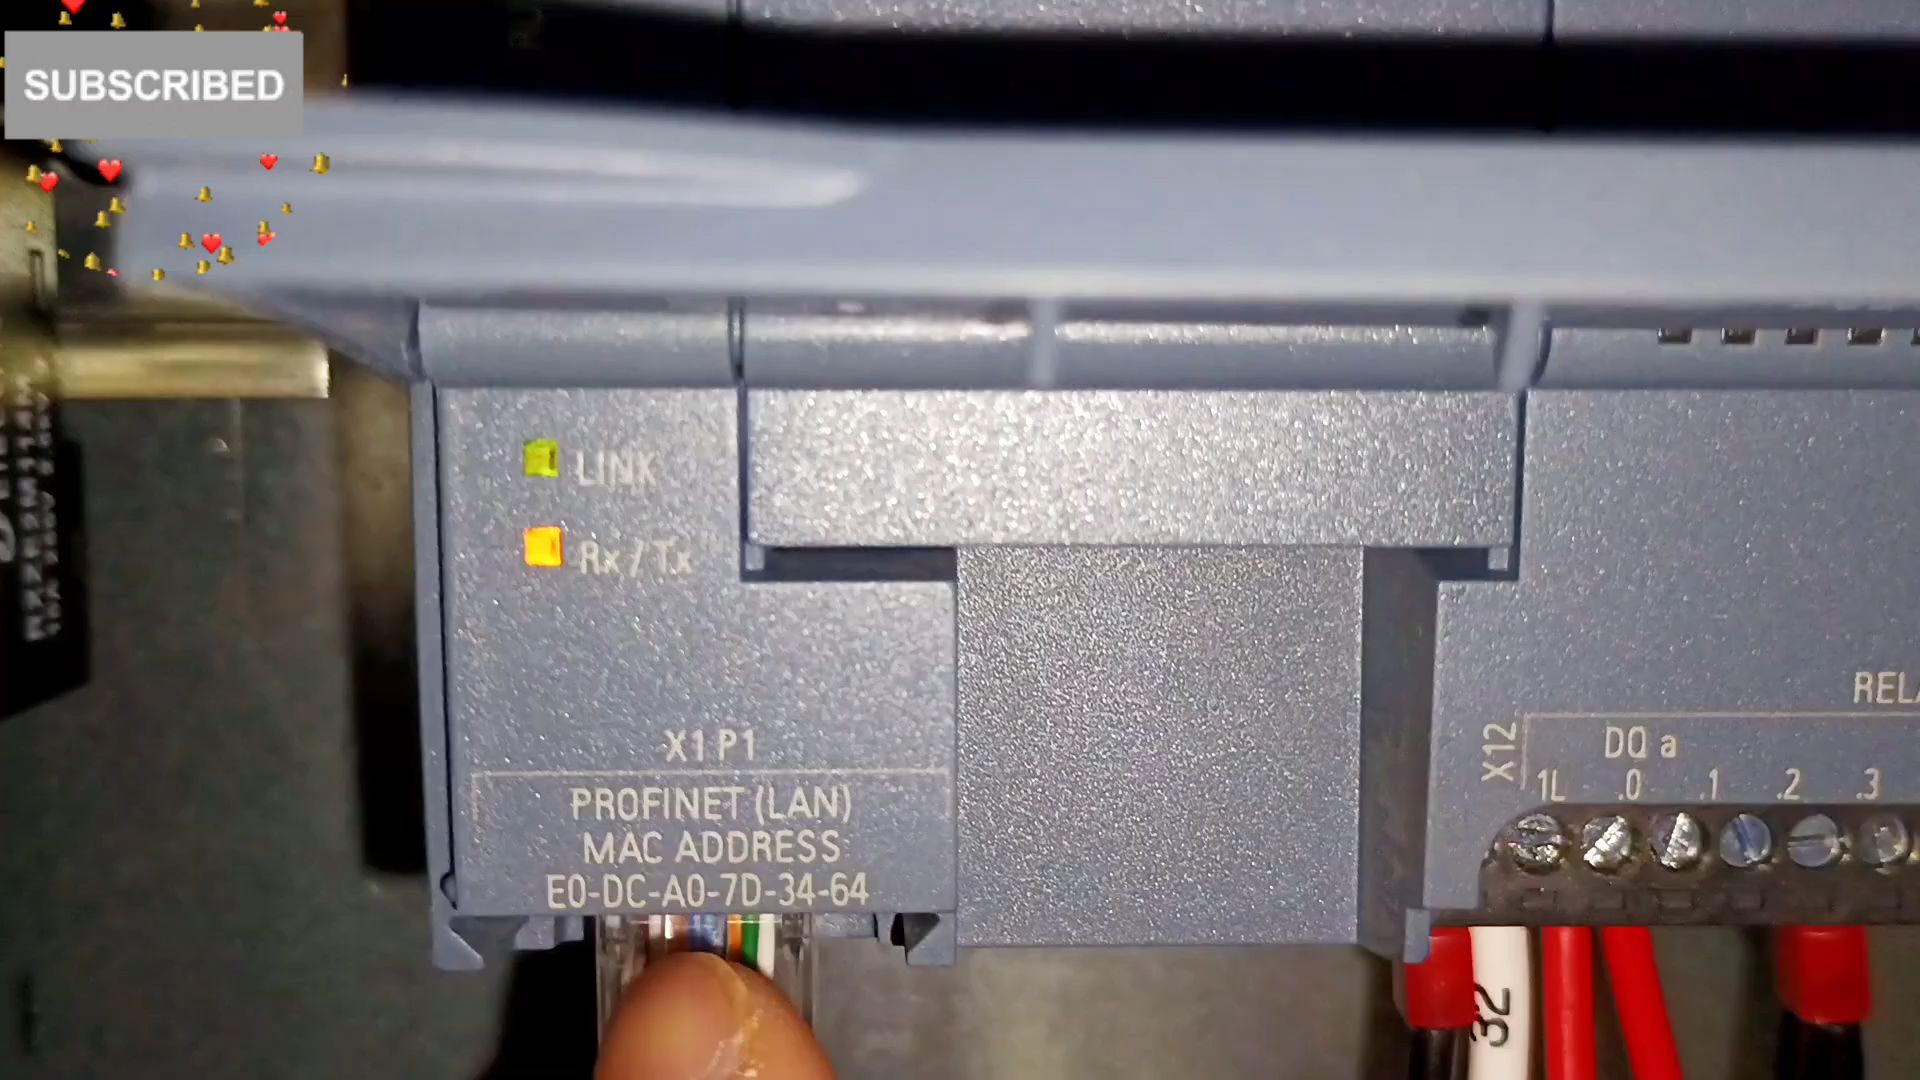 SUBSCRIBED
LINK
Rx / Tx
X1 P1
PROFINET (LAN)
MAC ADDRESS
E0-DC-A0-7D-34-64
X12
DQ a
1L .0 .1 .2 .3
32